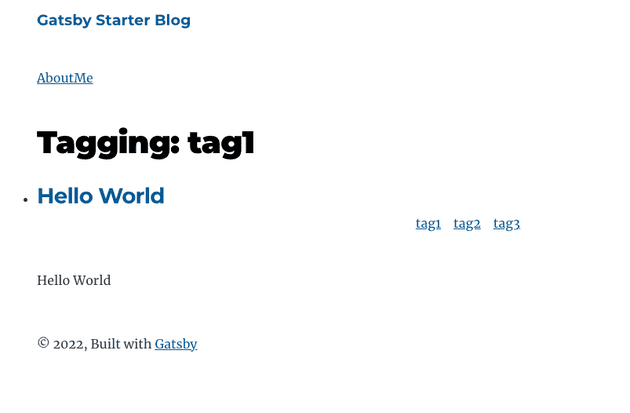 Gatsby Starter Blog
AboutMe
Tagging: tag1
Hello World
tag1 tag2 tag3
Hello World
© 2022, Built with Gatsby